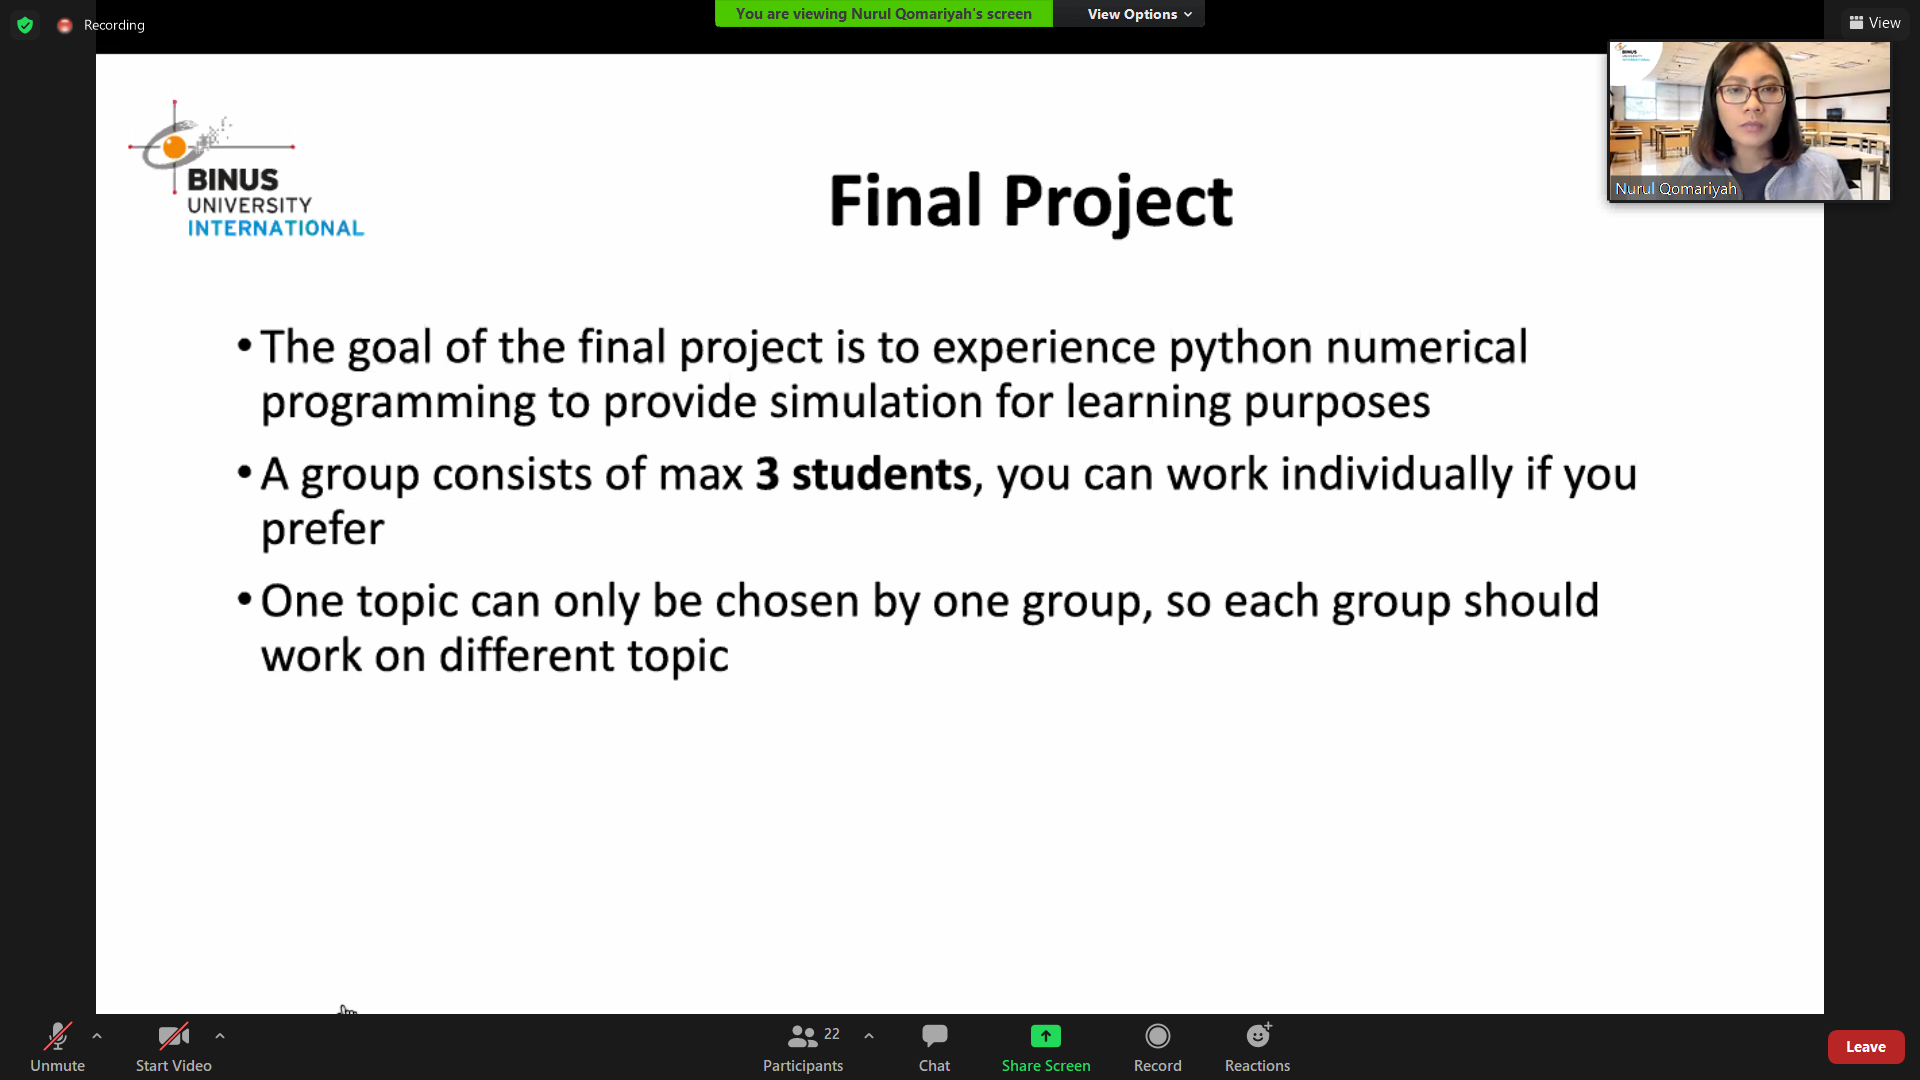 Recording
You are viewing Nurul Qomariyah's screen
View Options
View
BINUS
UNIVERSITY
INTERNATIONAL
Final Project
BINUS
UNIVERSITY
INTERNATIONAL
Nurul Qomariyah
• The goal of the final project is to experience python numerical
programming to provide simulation for learning purposes
• A group consists of max 3 students, you can work individually if you
prefer
• One topic can only be chosen by one group, so each group should
work on different topic
Unmute
Start Video
22
Participants
Chat
Share Screen
Record
Reactions
Leave